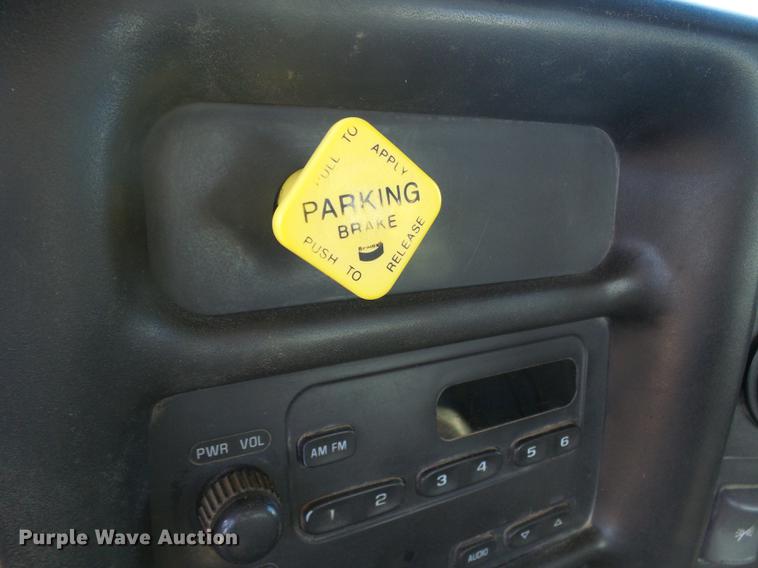 PULL TO APPLY
PARKING
BRAKE
PUSH TO RELEASE
PWR VOL
AM FM
1 2 3 4 5 6
AUDIO
Purple Wave Auction